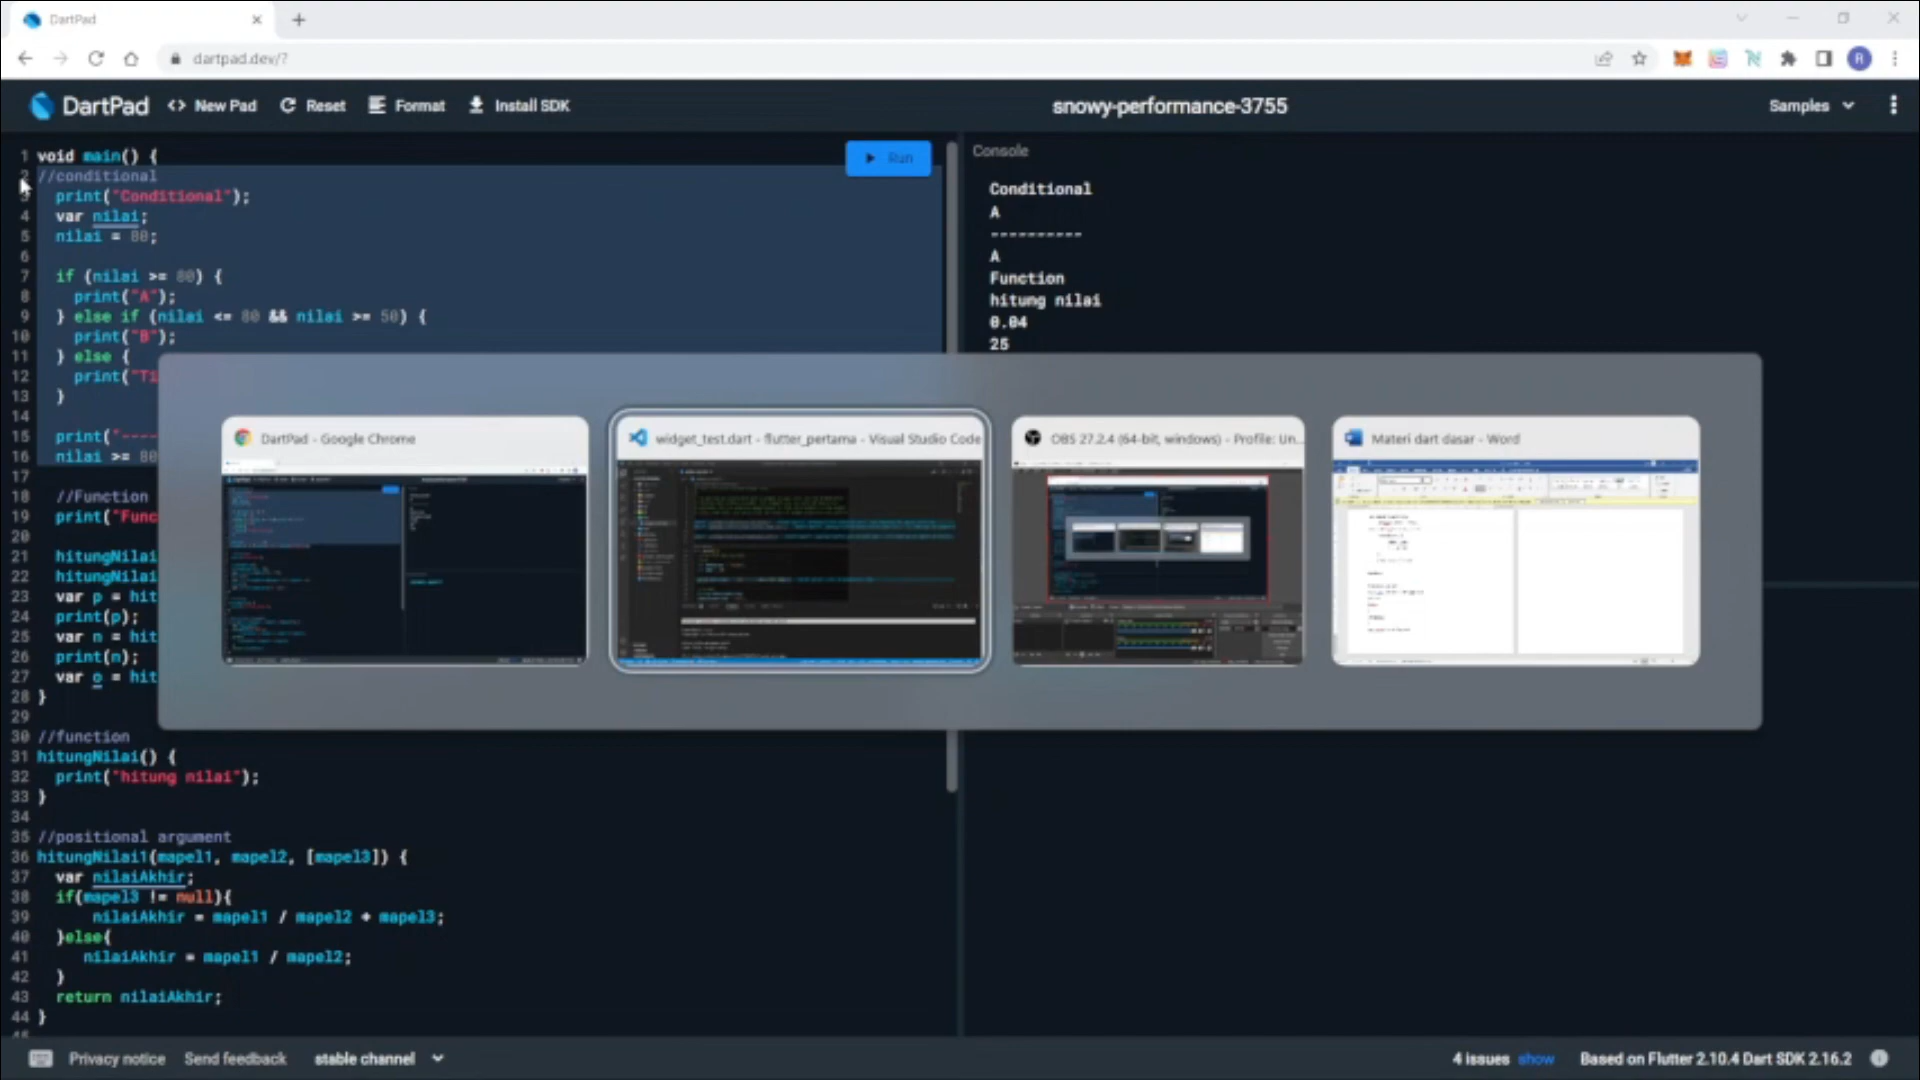 DartPad
dartpad.dev/?
R
DartPad
<> New Pad
Reset
Format
Install SDK
snowy-performance-3755
Samples
Run
Console
1 void main() {
2 //conditional
3 print("Conditional");
4 var nilai;
5 nilai = 80;
6
7 if (nilai >= 80) {
8 print("A");
9 } else if (nilai <= 80 && nilai >= 50) {
10 print("B");
11 } else {
12 print("Ti
13 }
14
15 print("----
16 nilai >= 80
17
18 //Function
19 print("Func
20
21 hitungNilai
22 hitungNilai
23 var p = hit
24 print(p);
25 var n = hit
26 print(n);
27 var o = hit
28 }
29
30 //function
31 hitungNilai() {
32 print("hitung nilai");
33 }
34
35 //positional argument
36 hitungNilai1(mapel1, mapel2, [mapel3]) {
37 var nilaiAkhir;
38 if(mapel3 != null){
39 nilaiAkhir = mapel1 / mapel2 + mapel3;
40 }else{
41 nilaiAkhir = mapel1 / mapel2;
42 }
43 return nilaiAkhir;
44 }
Conditional
A
----------
A
Function
hitung nilai
0.04
25
DartPad - Google Chrome
widget_test.dart - flutter_pertama - Visual Studio Code
OBS 27.2.4 (64-bit, windows) - Profile: Un...
Materi dart dasar - Word
Privacy notice
Send feedback
stable channel
4 issues show
Based on Flutter 2.10.4 Dart SDK 2.16.2